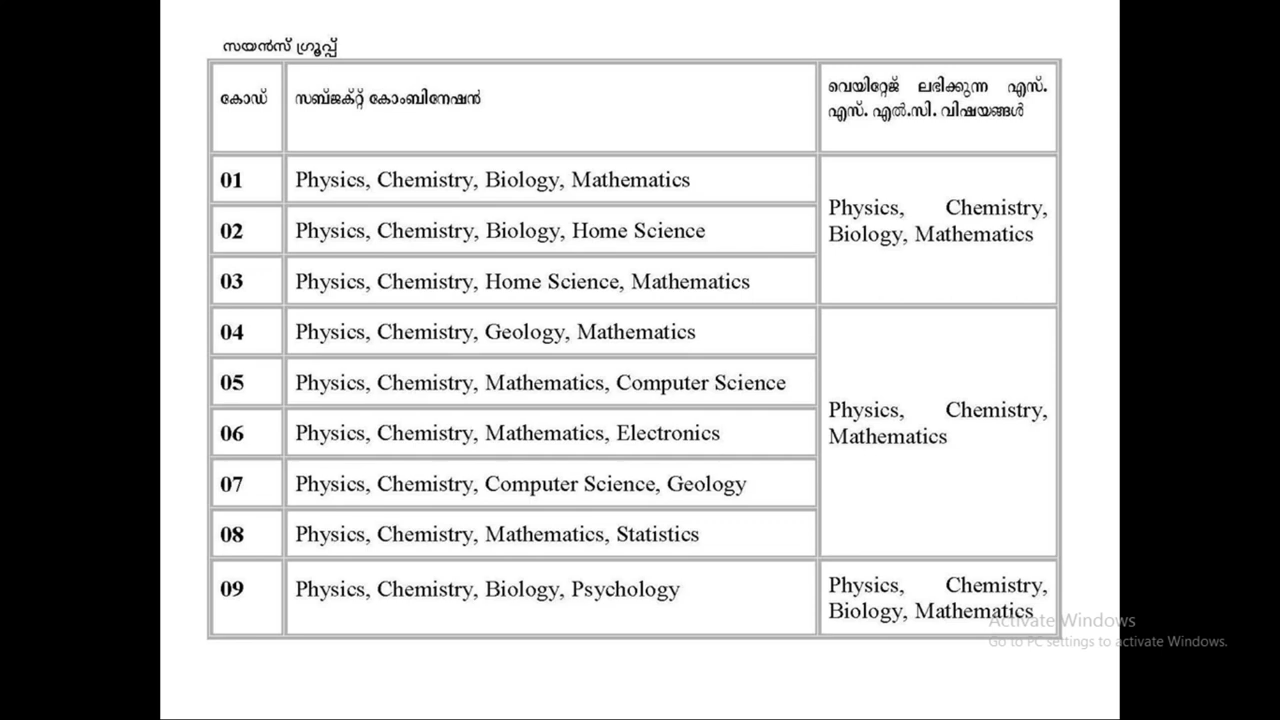 സയൻസ് ഗ്രൂപ്പ്
കോഡ്
സബ്ജക്റ്റ് കോംബിനേഷൻ
വെയിറ്റേജ് ലഭിക്കുന്ന എസ്.
എസ്. എൽ.സി. വിഷയങ്ങൾ
01
Physics, Chemistry, Biology, Mathematics
02
Physics, Chemistry, Biology, Home Science
03
Physics, Chemistry, Home Science, Mathematics
Physics, Chemistry,
Biology, Mathematics
04
Physics, Chemistry, Geology, Mathematics
05
Physics, Chemistry, Mathematics, Computer Science
06
Physics, Chemistry, Mathematics, Electronics
07
Physics, Chemistry, Computer Science, Geology
08
Physics, Chemistry, Mathematics, Statistics
Physics, Chemistry,
Mathematics
09
Physics, Chemistry, Biology, Psychology
Physics, Chemistry,
Biology, Mathematics
Activate Windows
Go to PC settings to activate Windows.